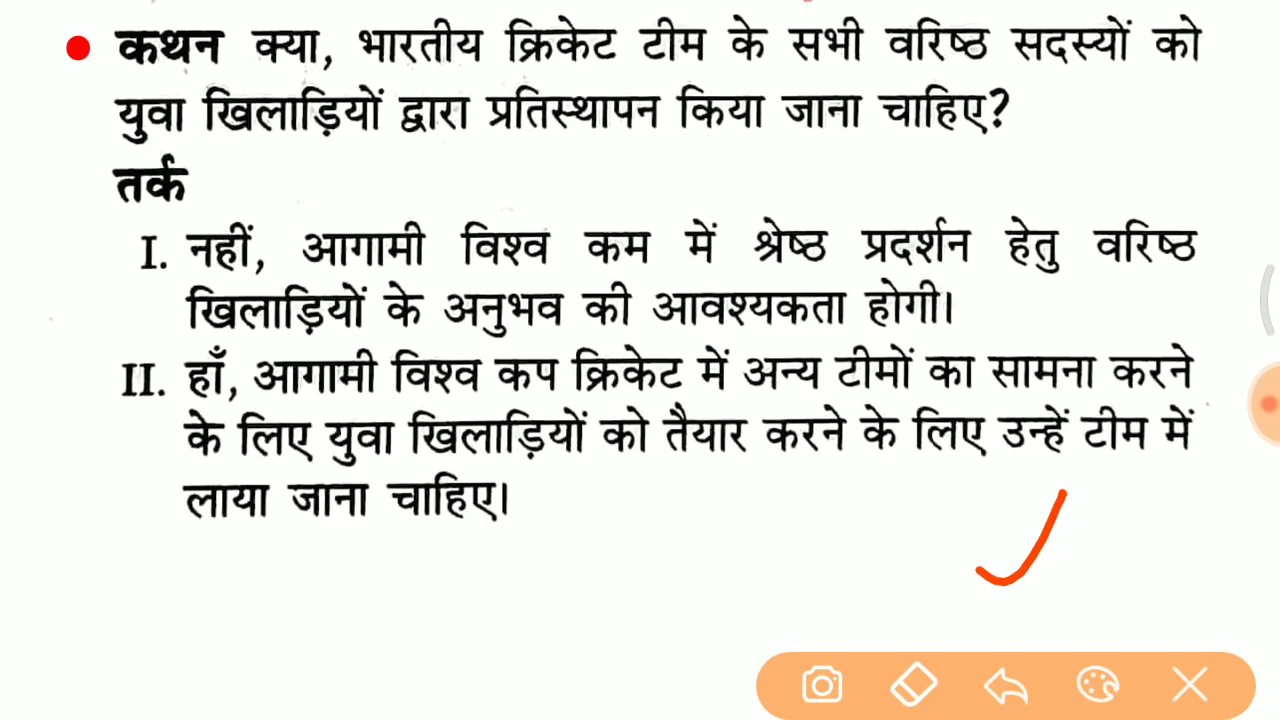 कथन क्या, भारतीय क्रिकेट टीम के सभी वरिष्ठ सदस्यों को
युवा खिलाड़ियों द्वारा प्रतिस्थापन किया जाना चाहिए?
तर्क
I. नहीं, आगामी विश्व कम में श्रेष्ठ प्रदर्शन हेतु वरिष्ठ
खिलाड़ियों के अनुभव की आवश्यकता होगी।
II. हाँ, आगामी विश्व कप क्रिकेट में अन्य टीमों का सामना करने
के लिए युवा खिलाड़ियों को तैयार करने के लिए उन्हें टीम में
लाया जाना चाहिए।